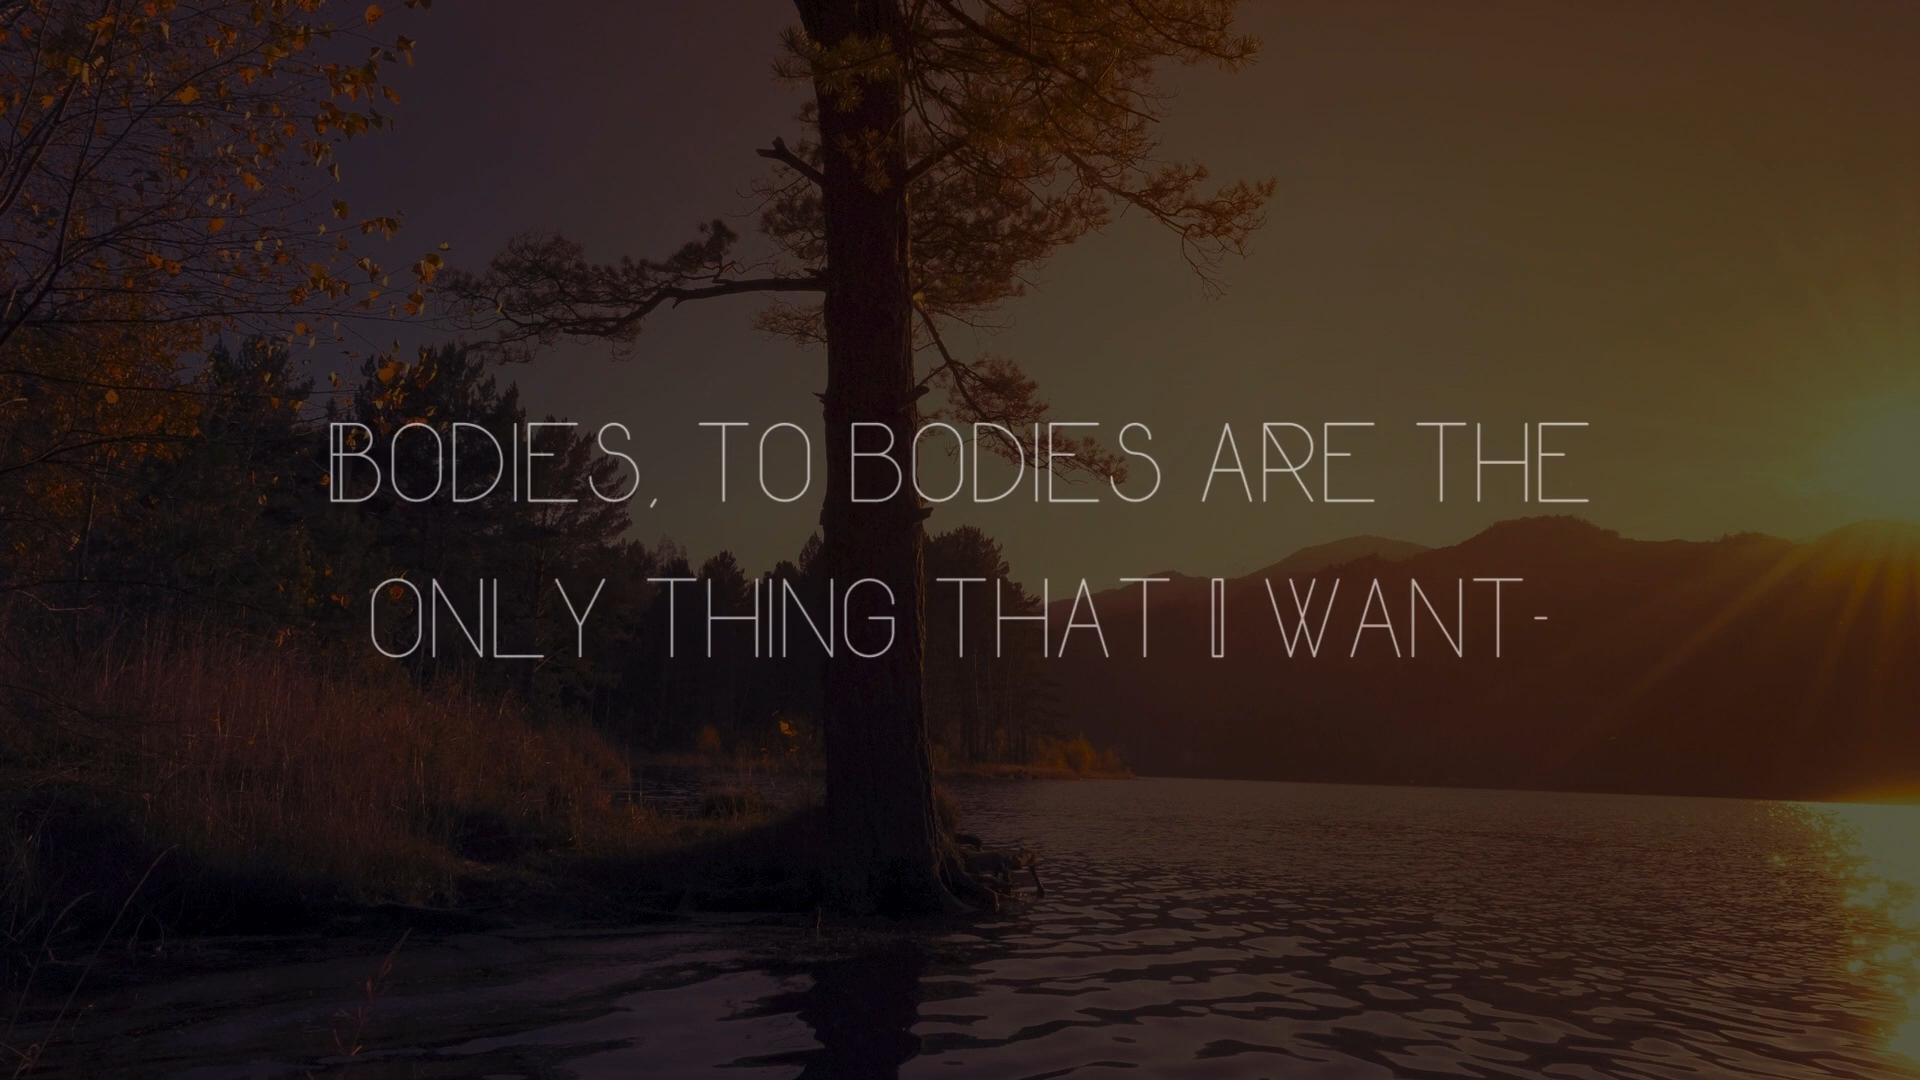 BODIES, TO BODIES ARE THE
ONLY THING THAT I WANT-